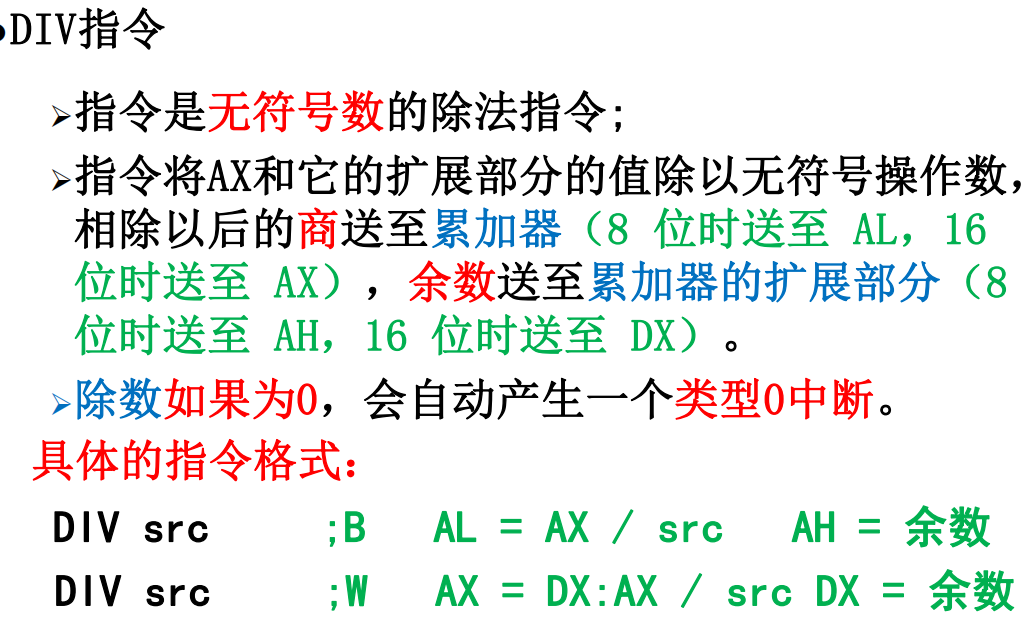 •DIV指令
➢指令是无符号数的除法指令;
➢指令将AX和它的扩展部分的值除以无符号操作数,
相除以后的商送至累加器（8 位时送至 AL，16
位时送至 AX），余数送至累加器的扩展部分（8
位时送至 AH，16 位时送至 DX）。
➢除数如果为0，会自动产生一个类型0中断。
具体的指令格式：
DIV src ;B AL = AX / src AH = 余数
DIV src ;W AX = DX:AX / src DX = 余数